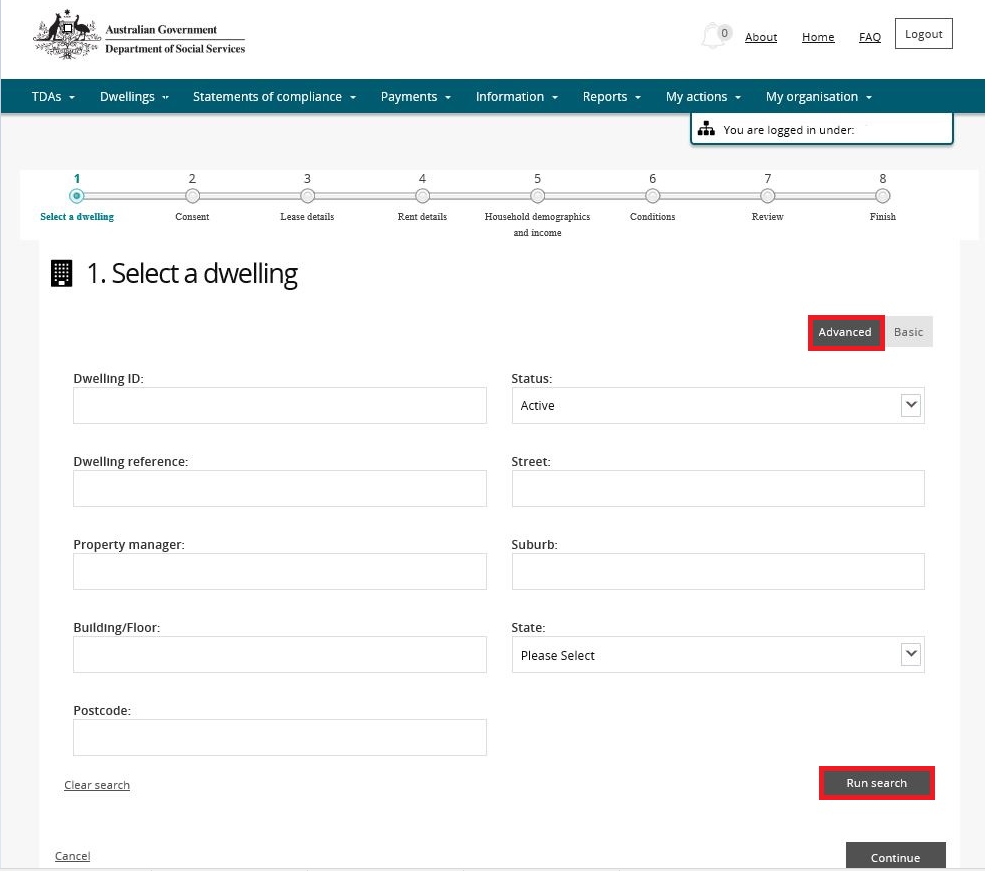 Australian Government
Department of Social Services
0
About
Home
FAQ
Logout
TDAs
Dwellings
Statements of compliance
Payments
Information
Reports
My actions
My organisation
You are logged in under:
1
2
3
4
5
6
7
8
Select a dwelling
Consent
Lease details
Rent details
Household demographics
and income
Conditions
Review
Finish
1. Select a dwelling
Advanced
Basic
Dwelling ID:
Status:
Active
Dwelling reference:
Street:
Property manager:
Suburb:
Building/Floor:
State:
Please Select
Postcode:
Clear search
Run search
Cancel
Continue